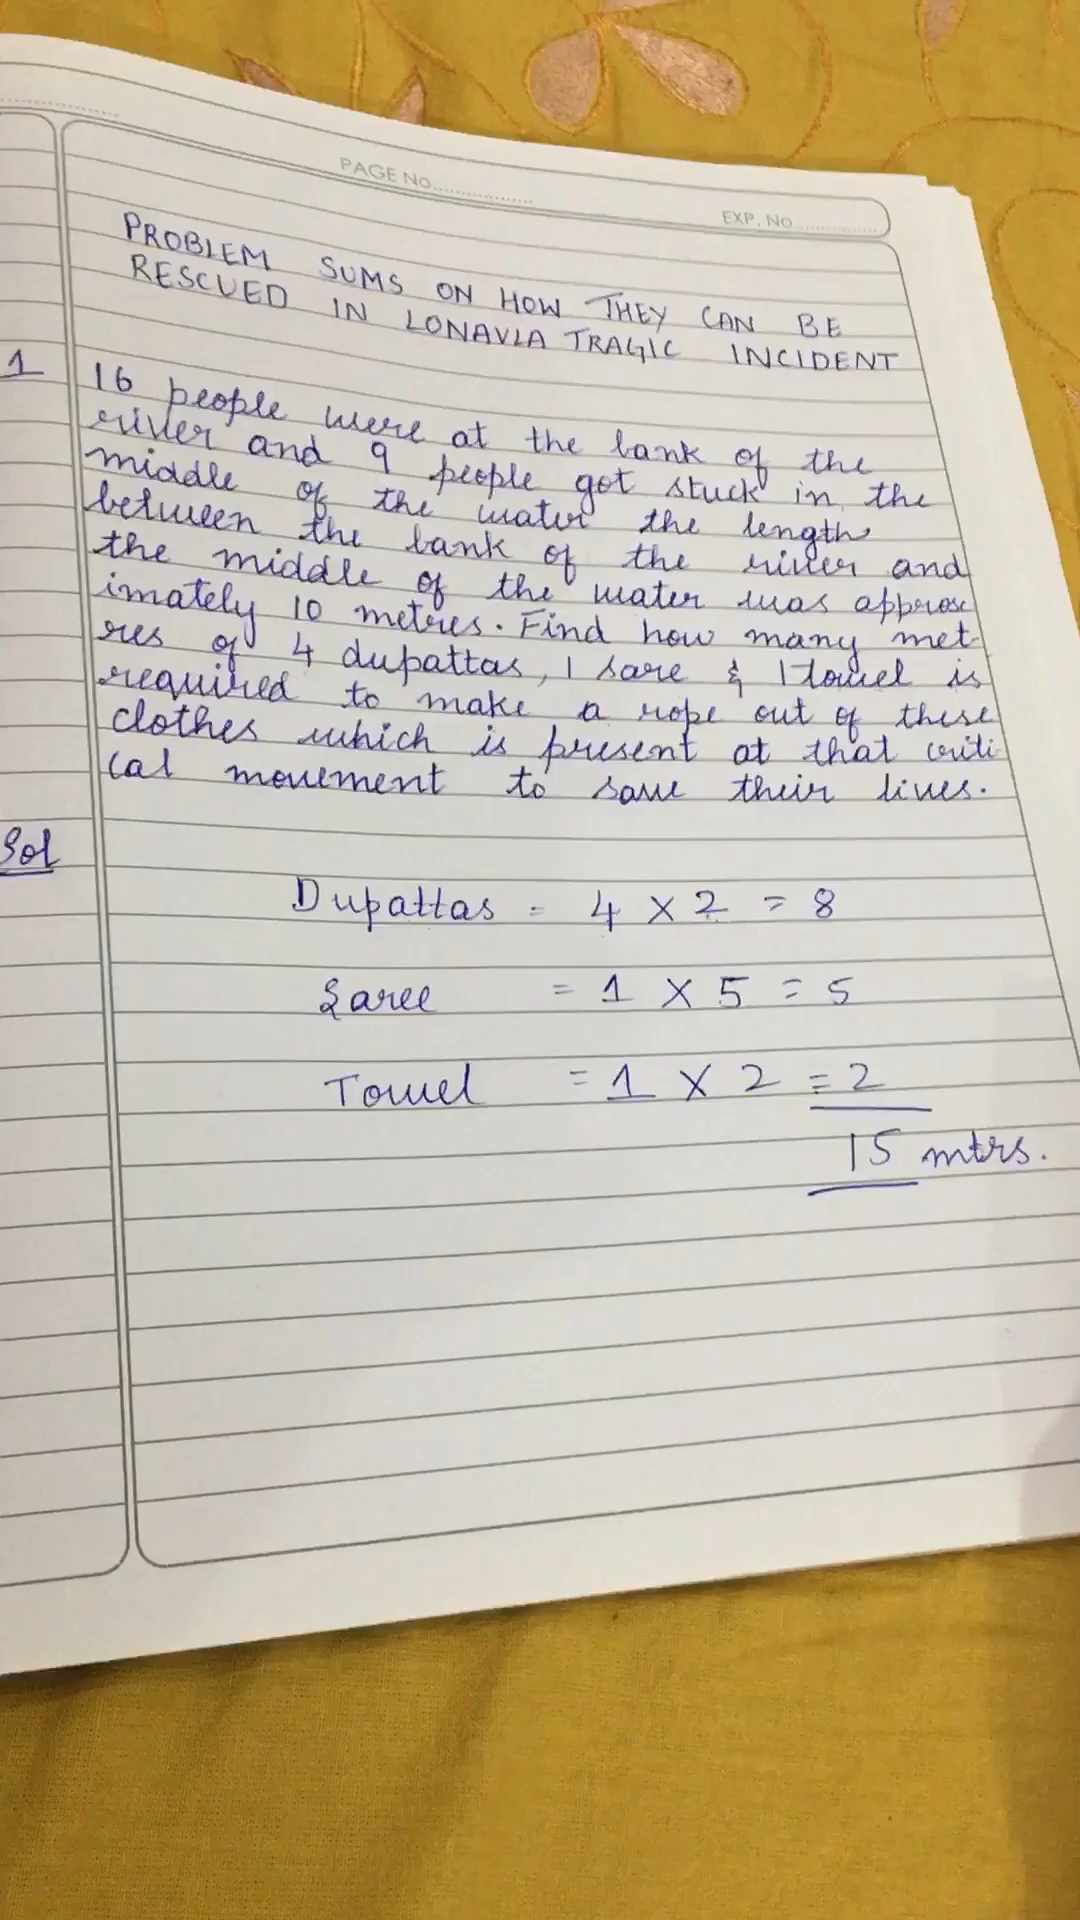 PAGE No.
EXP. No.
PROBLEM SUMS ON HOW THEY CAN BE
RESCUED IN LONAVLA TRAGIC INCIDENT
1 16 people were at the bank of the
river and 9 people got stuck in the
middle of the water the length
between the bank of the river and
the middle of the water was approx
imately 10 metres. Find how many met-
res of 4 dupattas, 1 sare & 1 towel is
required to make a rope out of these
clothes which is present at that criti
cal movement to save their lives.
Sol
Dupattas = 4 X 2 = 8
Saree = 1 X 5 = 5
Towel = 1 X 2 = 2
15 mtrs.